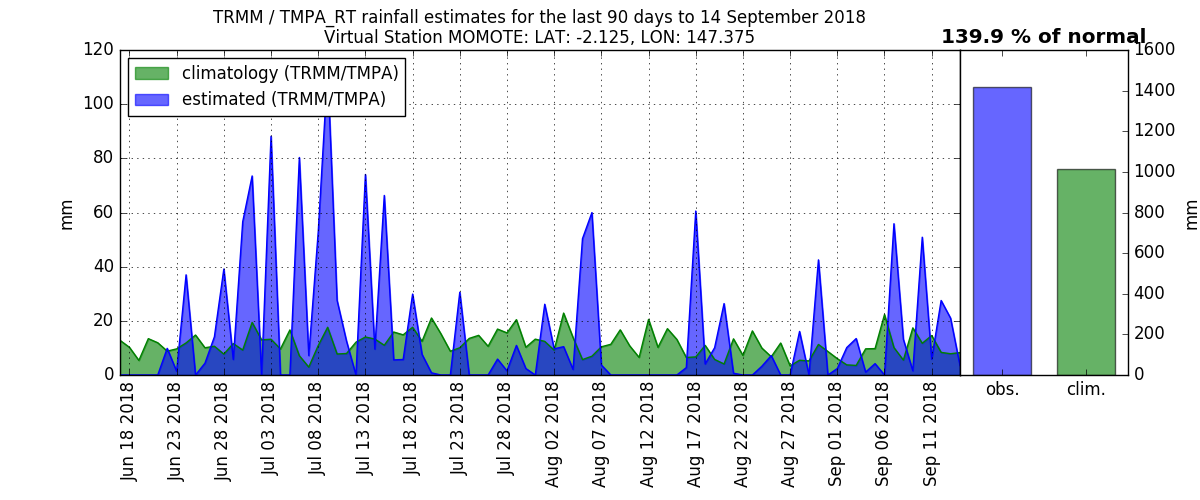 TRMM / TMPA_RT rainfall estimates for the last 90 days to 14 September 2018
Virtual Station MOMOTE: LAT: -2.125, LON: 147.375
139.9 % of normal
climatology (TRMM/TMPA)
estimated (TRMM/TMPA)
120
100
80
60
40
20
0
mm
1600
1400
1200
1000
800
600
400
200
0
mm
Jun 18 2018
Jun 23 2018
Jun 28 2018
Jul 03 2018
Jul 08 2018
Jul 13 2018
Jul 18 2018
Jul 23 2018
Jul 28 2018
Aug 02 2018
Aug 07 2018
Aug 12 2018
Aug 17 2018
Aug 22 2018
Aug 27 2018
Sep 01 2018
Sep 06 2018
Sep 11 2018
obs.
clim.